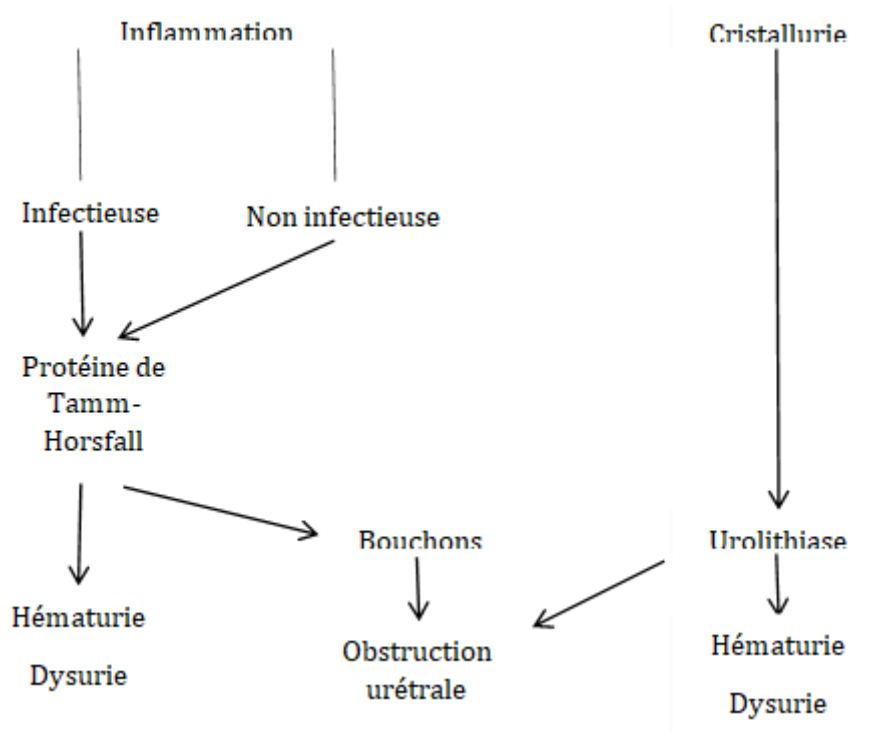 Inflammation
Cristallurie
Infectieuse
Non infectieuse
Protéine de
Tamm-
Horsfall
Bouchons
Urolithiase
Hématurie
Dysurie
Obstruction
urétrale
Hématurie
Dysurie